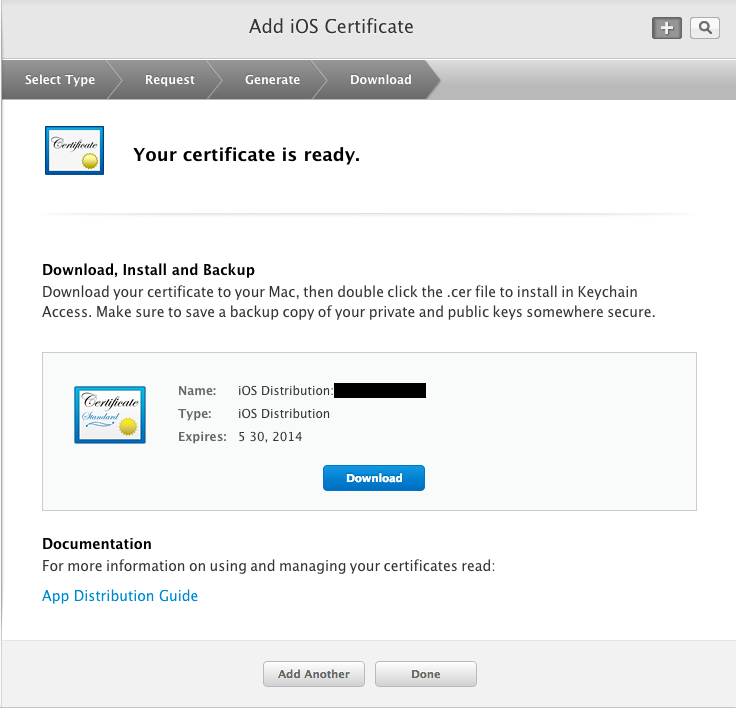 Add iOS Certificate
Select Type
Request
Generate
Download
Certificate
Your certificate is ready.
Download, Install and Backup
Download your certificate to your Mac, then double click the .cer file to install in Keychain
Access. Make sure to save a backup copy of your private and public keys somewhere secure.
Certificate
Standard
Name: iOS Distribution:
Type: iOS Distribution
Expires: 5 30, 2014
Download
Documentation
For more information on using and managing your certificates read:
App Distribution Guide
Add Another
Done